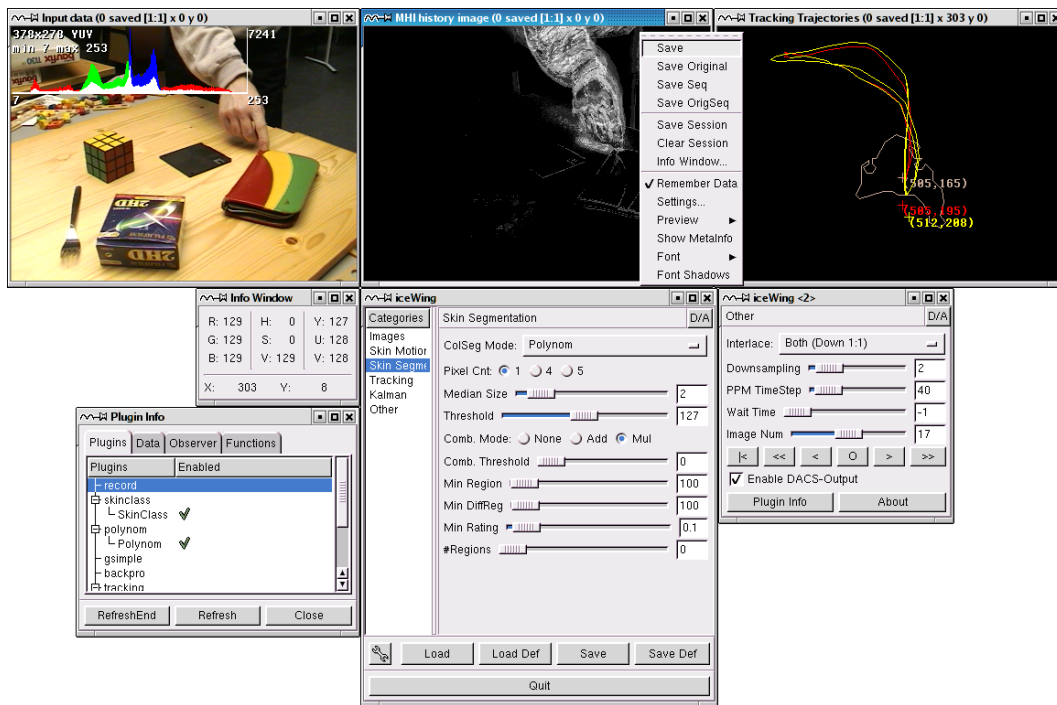 Input data (0 saved [1:1] x 0 y 0)
378x278 YUV
min 7 max 253
7241
7
253
2HD
2HD
MHI history image (0 saved [1:1] x 0 y 0)
Save
Save Original
Save Seq
Save OrigSeq
Save Session
Clear Session
Info Window...
Remember Data
Settings...
Preview
Show MetaInfo
Font
Font Shadows
Tracking Trajectories (0 saved [1:1] x 303 y 0)
(505,165)
(505,195)
(512,208)
Info Window
R: 129 H: 0 Y: 127
G: 129 S: 0 U: 128
B: 129 V: 129 V: 128
X: 303 Y: 8
Plugin Info
Plugins Data Observer Functions
Plugins Enabled
record
skinclass
SkinClass
polynom
Polynom
gsimple
backpro
tracking
RefreshEnd Refresh Close
iceWing
Categories
Images
Skin Motion
Skin Segme
Tracking
Kalman
Other
Skin Segmentation D/A
ColSeg Mode: Polynom
Pixel Cnt: 1 4 5
Median Size 2
Threshold 127
Comb. Mode: None Add Mul
Comb. Threshold 0
Min Region 100
Min DiffReg 100
Min Rating 0.1
#Regions 0
Load Load Def Save Save Def
Quit
iceWing <2>
Other D/A
Interlace: Both (Down 1:1)
Downsampling 2
PPM TimeStep 40
Wait Time -1
Image Num 17
|< << < O > >>
Enable DACS-Output
Plugin Info About